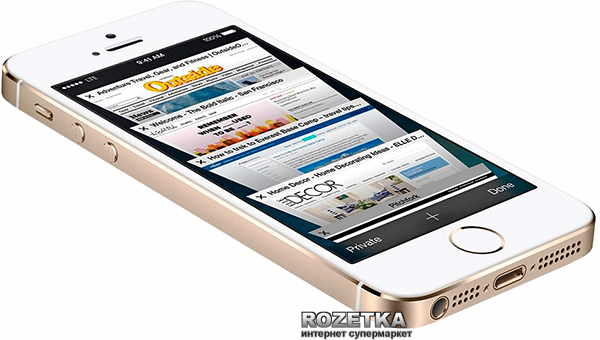 LTE
9:41 AM
100%
Adventure Travel, Gear, and Fitness | OutsideO...
Outside
News
Welcome - The Bold Italic - San Francisco
REMEMBER
WHEN I USED
TO BE...
How to trek to Everest Base Camp – travel tips...
Home Decor - Home Decorating Ideas - ELLE D...
DECOR
Pitchfork
Private
+
Done
ROZETKA
интернет супермаркет